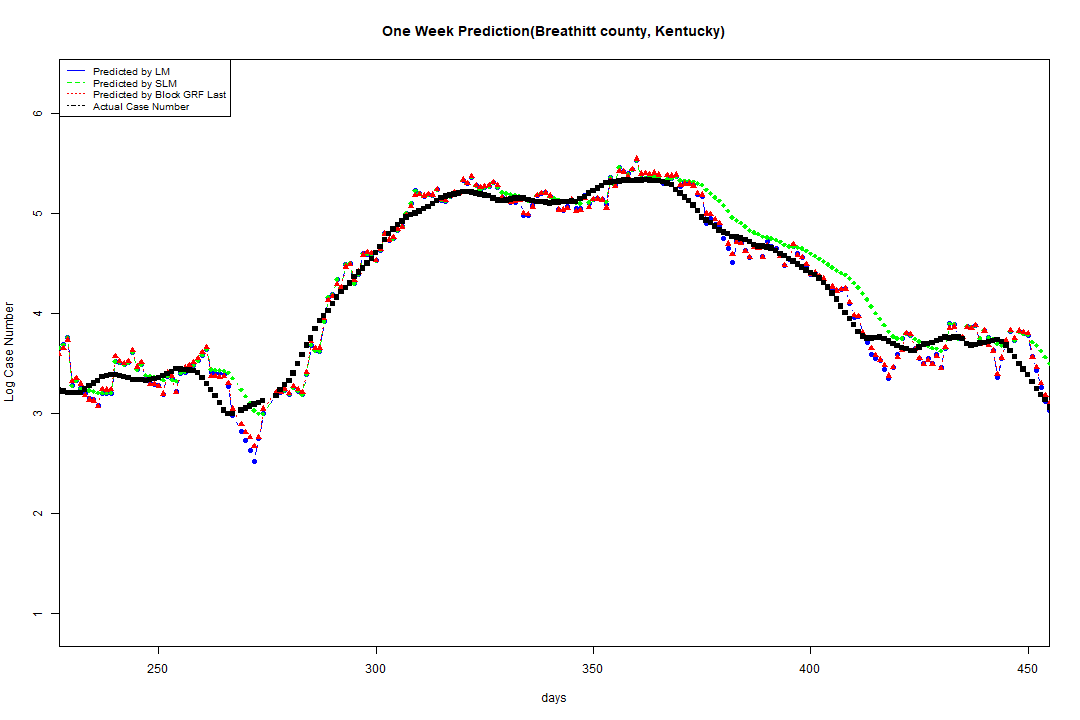 One Week Prediction(Breathitt county, Kentucky)
Predicted by LM
Predicted by SLM
Predicted by Block GRF Last
Actual Case Number
Log Case Number
6
5
4
3
2
1
250 300 350 400 450
days